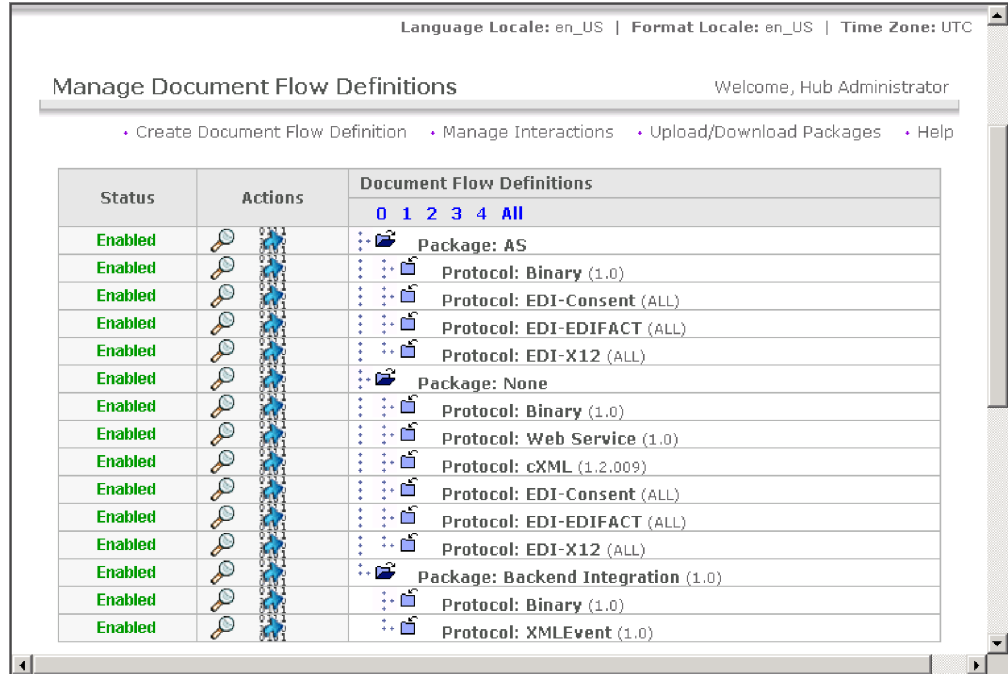 Language Locale: en_US | Format Locale: en_US | Time Zone: UTC
Manage Document Flow Definitions
Welcome, Hub Administrator
Create Document Flow Definition
Manage Interactions
Upload/Download Packages
Help
Status
Actions
Document Flow Definitions
0 1 2 3 4 All
Enabled Package: AS
Enabled Protocol: Binary (1.0)
Enabled Protocol: EDI-Consent (ALL)
Enabled Protocol: EDI-EDIFACT (ALL)
Enabled Protocol: EDI-X12 (ALL)
Enabled Package: None
Enabled Protocol: Binary (1.0)
Enabled Protocol: Web Service (1.0)
Enabled Protocol: cXML (1.2.009)
Enabled Protocol: EDI-Consent (ALL)
Enabled Protocol: EDI-EDIFACT (ALL)
Enabled Protocol: EDI-X12 (ALL)
Enabled Package: Backend Integration (1.0)
Enabled Protocol: Binary (1.0)
Enabled Protocol: XMLEvent (1.0)